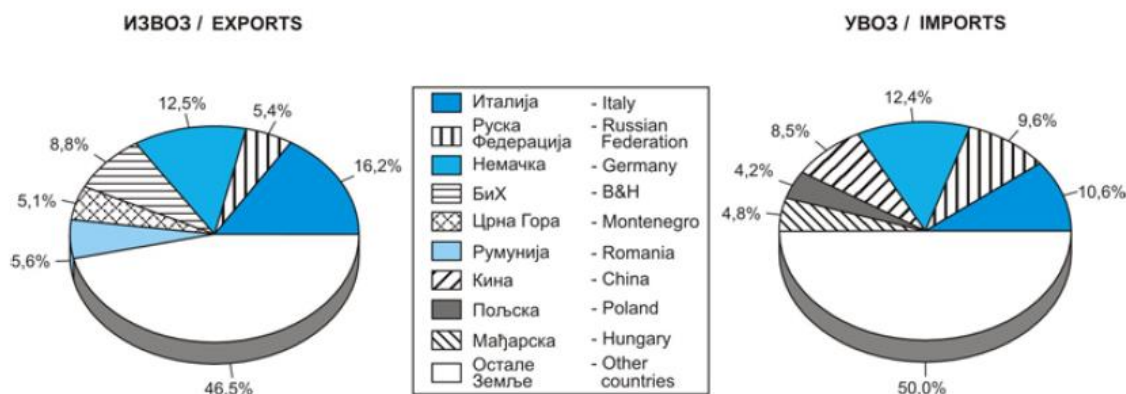 ИЗВОЗ / EXPORTS
12,5%
5,4%
8,8%
16,2%
5,1%
5,6%
46,5%
Италија - Italy
Руска - Russian
Федерација Federation
Немачка - Germany
БиХ - B&H
Црна Гора - Montenegro
Румунија - Romania
Кина - China
Пољска - Poland
Мађарска - Hungary
Остале - Other
Земље countries
УВОЗ / IMPORTS
12,4%
9,6%
8,5%
4,2%
10,6%
4,8%
50,0%